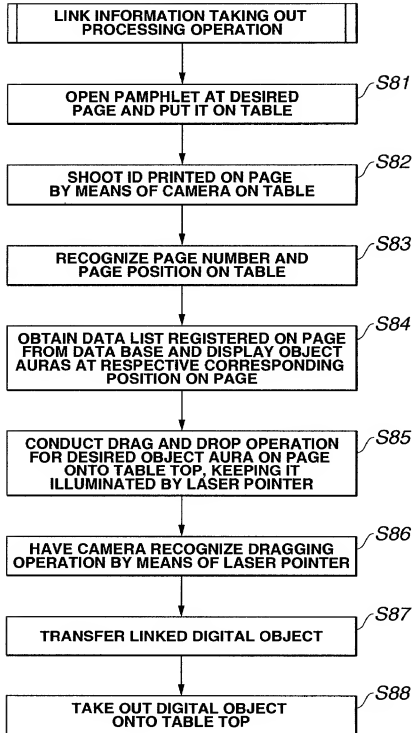 LINK INFORMATION TAKING OUT
PROCESSING OPERATION
S81
OPEN PAMPHLET AT DESIRED
PAGE AND PUT IT ON TABLE
S82
SHOOT ID PRINTED ON PAGE
BY MEANS OF CAMERA ON TABLE
S83
RECOGNIZE PAGE NUMBER AND
PAGE POSITION ON TABLE
S84
OBTAIN DATA LIST REGISTERED ON PAGE
FROM DATA BASE AND DISPLAY OBJECT
AURAS AT RESPECTIVE CORRESPONDING
POSITION ON PAGE
S85
CONDUCT DRAG AND DROP OPERATION
FOR DESIRED OBJECT AURA ON PAGE
ONTO TABLE TOP, KEEPING IT
ILLUMINATED BY LASER POINTER
S86
HAVE CAMERA RECOGNIZE DRAGGING
OPERATION BY MEANS OF LASER POINTER
S87
TRANSFER LINKED DIGITAL OBJECT
S88
TAKE OUT DIGITAL OBJECT
ONTO TABLE TOP